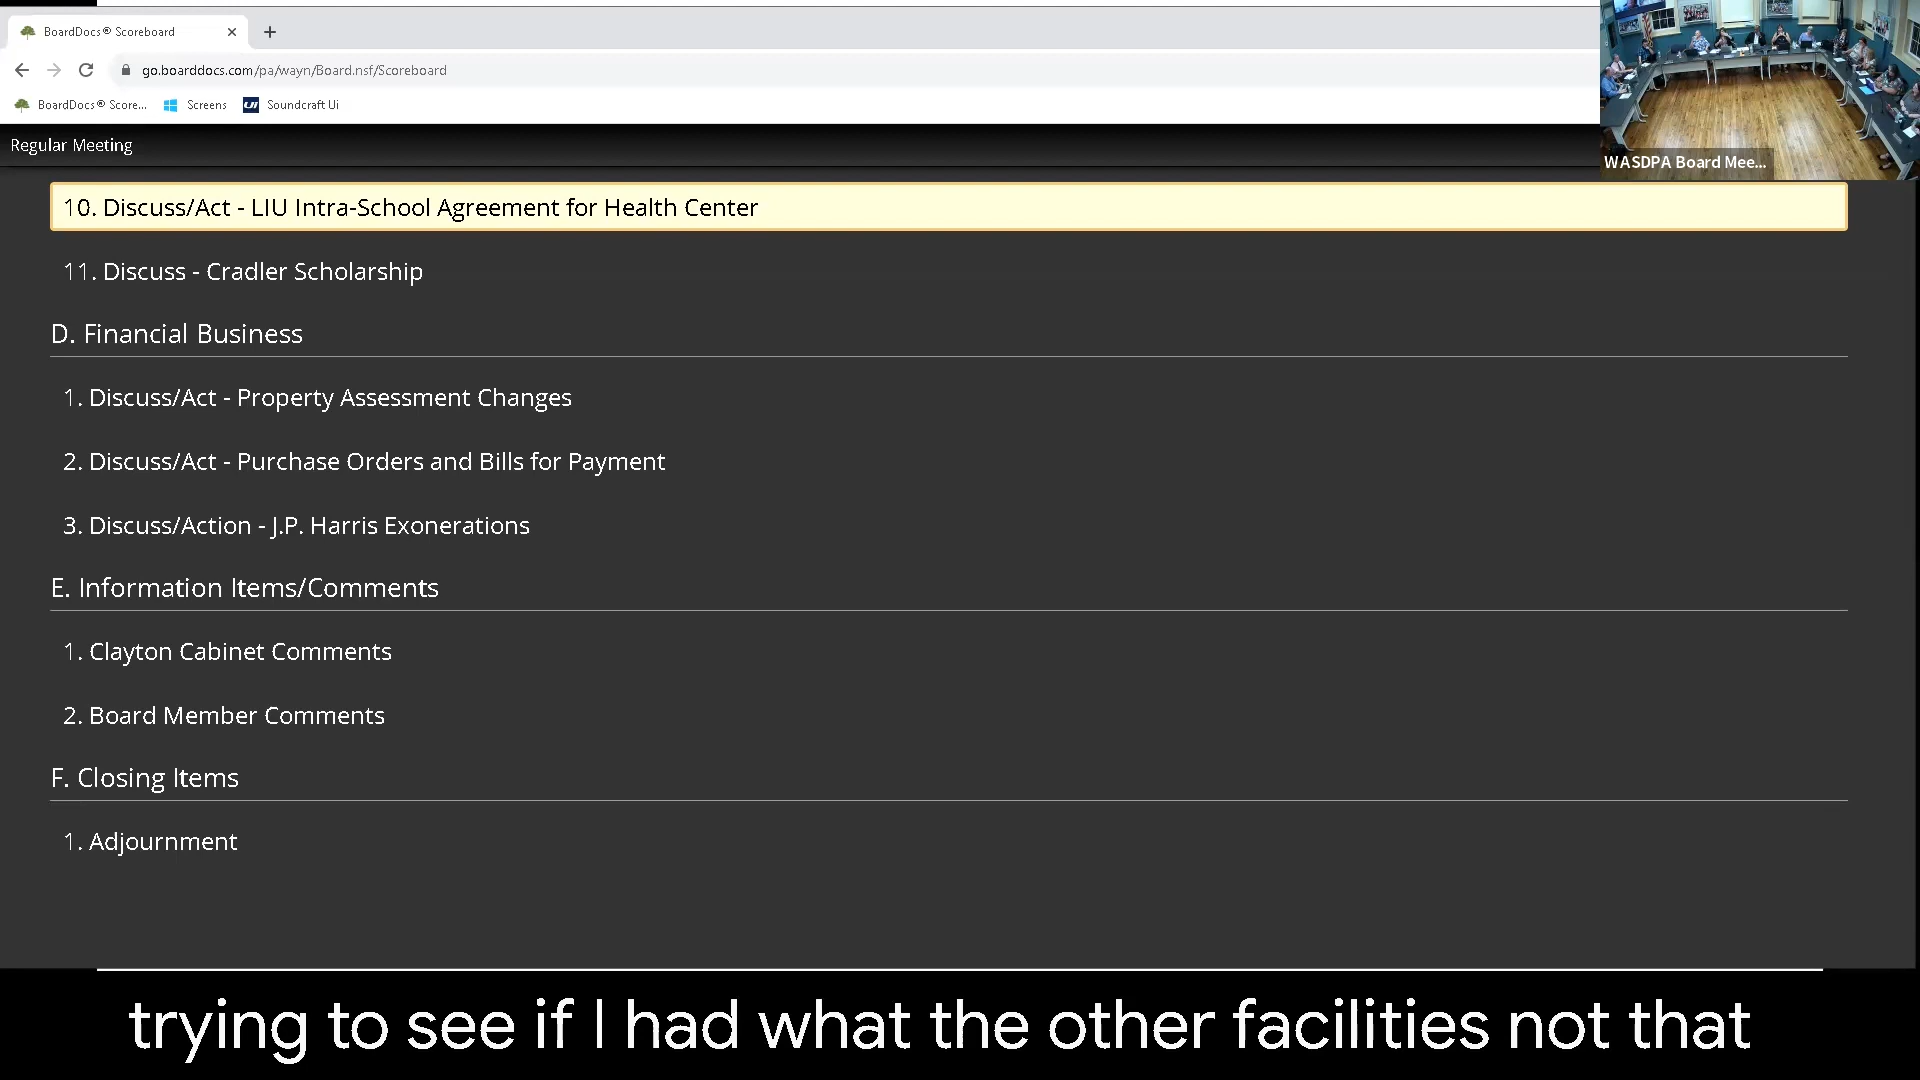 BoardDocs® Scoreboard
go.boarddocs.com/pa/wayn/Board.nsf/Scoreboard
BoardDocs® Score... Screens Ui Soundcraft Ui
Regular Meeting
WASDPA Board Mee...
10. Discuss/Act - LIU Intra-School Agreement for Health Center
11. Discuss - Cradler Scholarship
D. Financial Business
1. Discuss/Act - Property Assessment Changes
2. Discuss/Act - Purchase Orders and Bills for Payment
3. Discuss/Action - J.P. Harris Exonerations
E. Information Items/Comments
1. Clayton Cabinet Comments
2. Board Member Comments
F. Closing Items
1. Adjournment
trying to see if I had what the other facilities not that